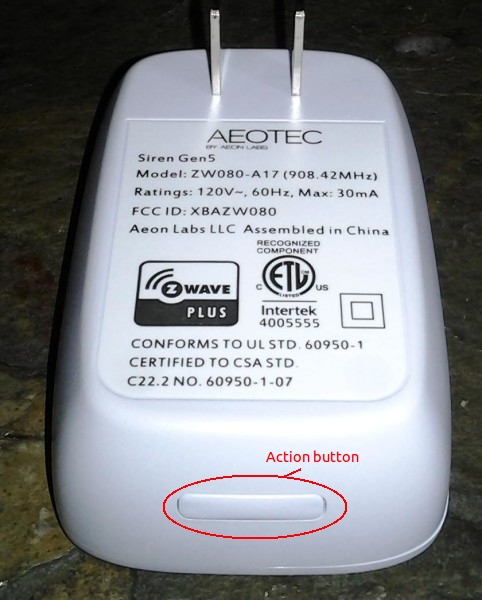 AEOTEC
BY AEON LABS
Siren Gen5
Model: ZW080-A17 (908.42MHz)
Ratings: 120V~, 60Hz, Max: 30mA
FCC ID: XBAZW080
Aeon Labs LLC Assembled in China
RECOGNIZED
COMPONENT
Z WAVE
PLUS
C ETL US
LISTED
Intertek
4005555
CONFORMS TO UL STD. 60950-1
CERTIFIED TO CSA STD.
C22.2 NO. 60950-1-07
Action button